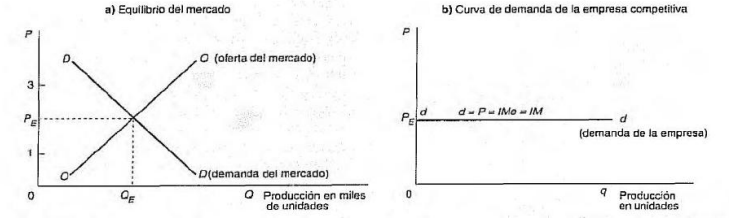 a) Equilibrio del mercado
P
D
O (oferta del mercado)
3
P_E
1
O
D(demanda del mercado)
0
Q_E
Q Producción en miles
de unidades
b) Curva de demanda de la empresa competitiva
P
P_E
d
d = P = IMe = IM
d
(demanda de la empresa)
0
q Producción
en unidades